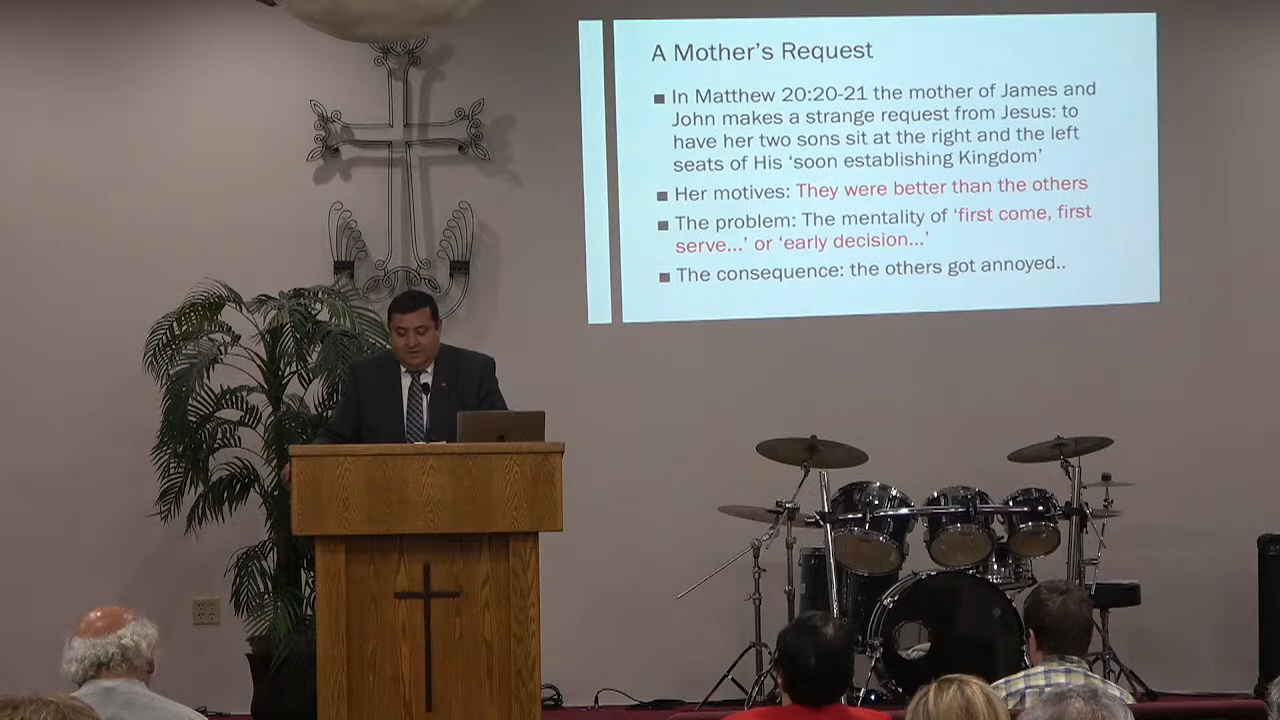 A Mother's Request
■ In Matthew 20:20-21 the mother of James and
John makes a strange request from Jesus: to
have her two sons sit at the right and the left
seats of His ‘soon establishing Kingdom’
■ Her motives: They were better than the others
■ The problem: The mentality of ‘first come, first
serve...’ or ‘early decision...’
■ The consequence: the others got annoyed..